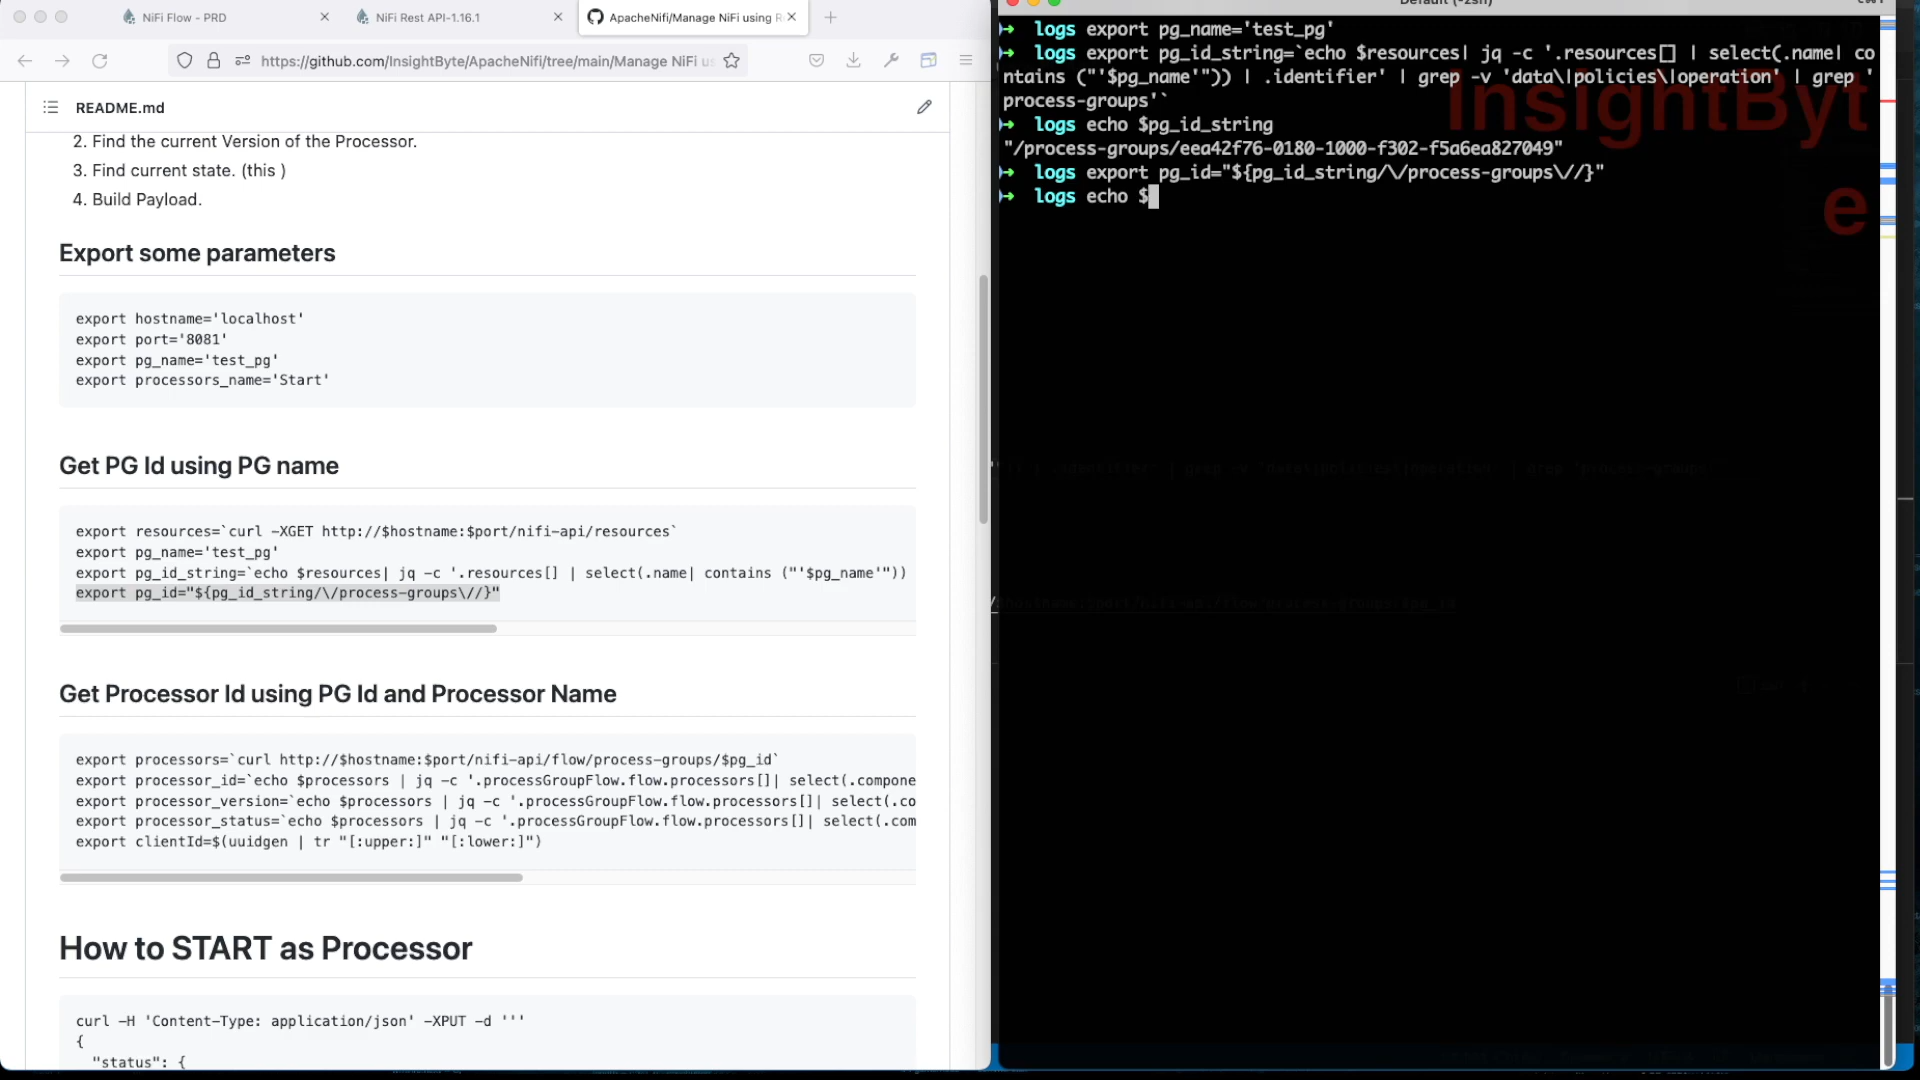 NiFi Flow - PRD
NiFi Rest API-1.16.1
ApacheNifi/Manage NiFi using R
https://github.com/InsightByte/ApacheNifi/tree/main/Manage NiFi us
README.md
2. Find the current Version of the Processor.
3. Find current state. (this )
4. Build Payload.
Export some parameters
export hostname='localhost'
export port='8081'
export pg_name='test_pg'
export processors_name='Start'
Get PG Id using PG name
export resources=`curl -XGET http://$hostname:$port/nifi-api/resources`
export pg_name='test_pg'
export pg_id_string=`echo $resources| jq -c '.resources[] | select(.name| contains ("'$pg_name'"))
export pg_id="${pg_id_string/\/process-groups\//}"
Get Processor Id using PG Id and Processor Name
export processors=`curl http://$hostname:$port/nifi-api/flow/process-groups/$pg_id`
export processor_id=`echo $processors | jq -c '.processGroupFlow.flow.processors[]| select(.compone
export processor_version=`echo $processors | jq -c '.processGroupFlow.flow.processors[]| select(.co
export processor_status=`echo $processors | jq -c '.processGroupFlow.flow.processors[]| select(.com
export clientId=$(uuidgen | tr "[:upper:]" "[:lower:]")
How to START as Processor
curl -H 'Content-Type: application/json' -XPUT -d '''
{
"status": {
Default (-zsh)
➜ logs export pg_name='test_pg'
➜ logs export pg_id_string=`echo $resources| jq -c '.resources[] | select(.name| co
ntains ("'$pg_name'")) | .identifier' | grep -v 'data\|policies\|operation' | grep '
process-groups'`
➜ logs echo $pg_id_string
"/process-groups/eea42f76-0180-1000-f302-f5a6ea827049"
➜ logs export pg_id="${pg_id_string/\/process-groups\//}"
➜ logs echo $
InsightByt
e